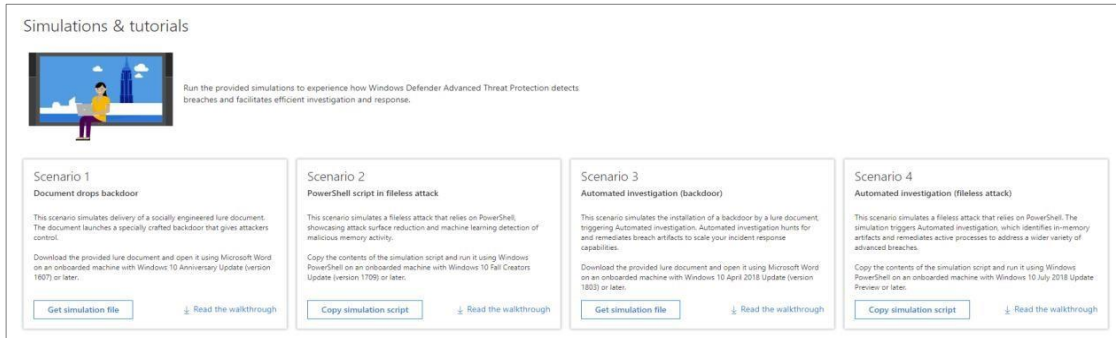 Simulations & tutorials
Run the provided simulations to experience how Windows Defender Advanced Threat Protection detects
breaches and facilitates efficient investigation and response.
Scenario 1
Document drops backdoor
This scenario simulates delivery of a socially engineered lure document.
The document launches a specially crafted backdoor that gives attackers
control.
Download the provided lure document and open it using Microsoft Word
on an onboarded machine with Windows 10 Anniversary Update (version
1607) or later.
Get simulation file
Read the walkthrough
Scenario 2
PowerShell script in fileless attack
This scenario simulates a fileless attack that relies on PowerShell,
showcasing attack surface reduction and machine learning detection of
malicious memory activity.
Copy the contents of the simulation script and run it using Windows
PowerShell on an onboarded machine with Windows 10 Fall Creators
Update (version 1709) or later.
Copy simulation script
Read the walkthrough
Scenario 3
Automated investigation (backdoor)
This scenario simulates the installation of a backdoor by a lure document,
triggering Automated investigation. Automated investigation hunts for
and remediates breach artifacts to scale your incident response
capabilities.
Download the provided lure document and open it using Microsoft Word
on an onboarded machine with Windows 10 April 2018 Update (version
1803) or later.
Get simulation file
Read the walkthrough
Scenario 4
Automated investigation (fileless attack)
This scenario simulates a fileless attack that relies on PowerShell. The
simulation triggers Automated investigation, which identifies in-memory
artifacts and remediates active processes to address a wider variety of
advanced breaches.
Copy the contents of the simulation script and run it using Windows
PowerShell on an onboarded machine with Windows 10 July 2018 Update
Preview or later.
Copy simulation script
Read the walkthrough